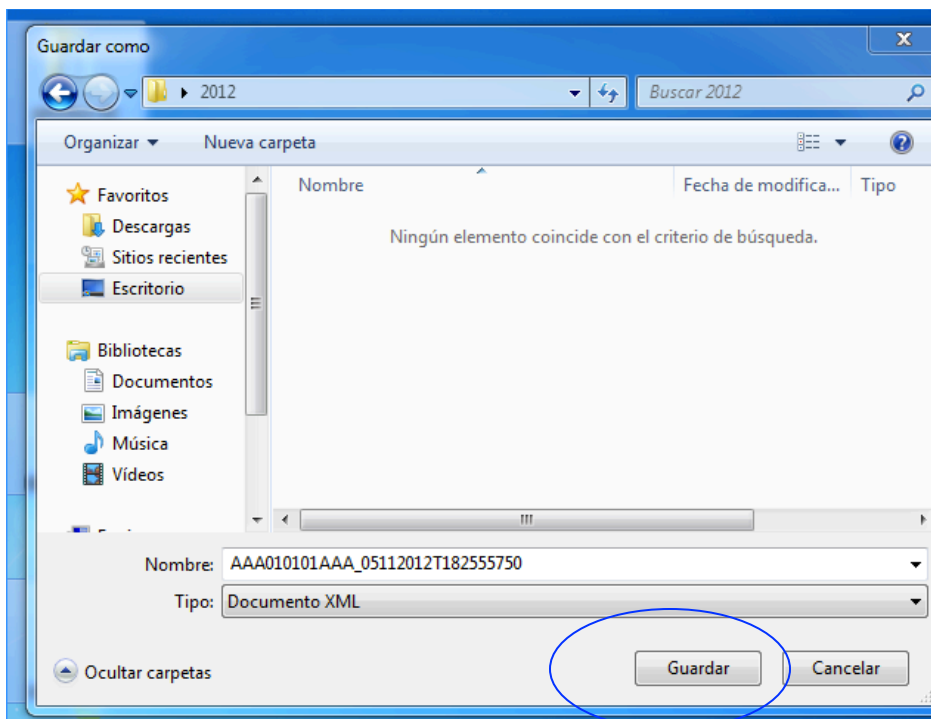 Guardar como
2012
Buscar 2012
Organizar
Nueva carpeta
Nombre
Fecha de modifica...
Tipo
Favoritos
Descargas
Sitios recientes
Escritorio
Bibliotecas
Documentos
Imágenes
Música
Vídeos
Ningún elemento coincide con el criterio de búsqueda.
Nombre: AAA010101AAA_05112012T182555750
Tipo: Documento XML
Ocultar carpetas
Guardar
Cancelar